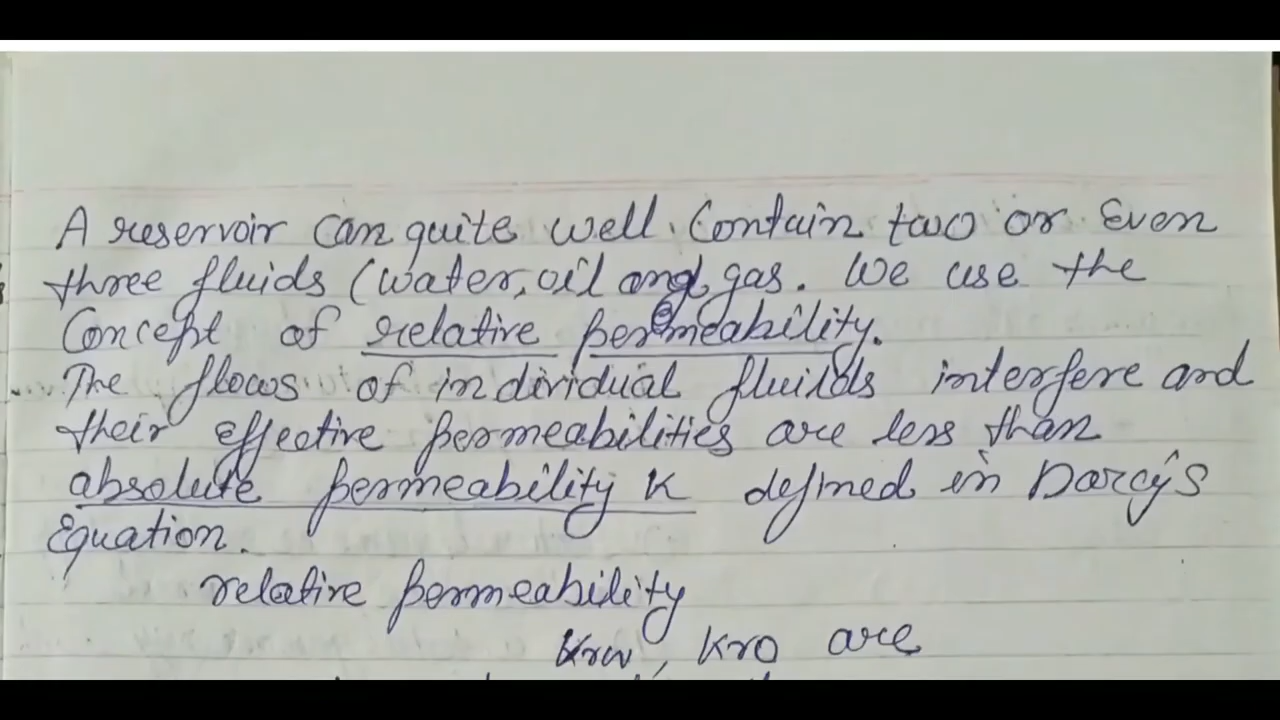 A reservoir can quite well contain two or even
three fluids (water, oil and gas. We use the
Concept of relative permeability.
The flows of individual fluilds interfere and
their effective permeabilities are less than
absolute permeability K defined in Darcy's
Equation.
relative permeability
Krw, Kro are